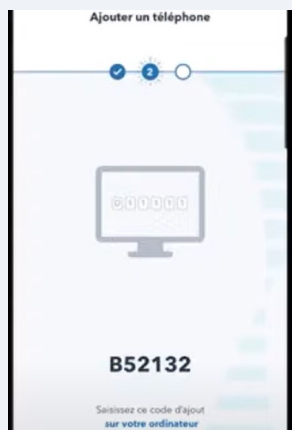 Ajouter un téléphone
2
B52132
Saisissez ce code d'ajout
sur votre ordinateur